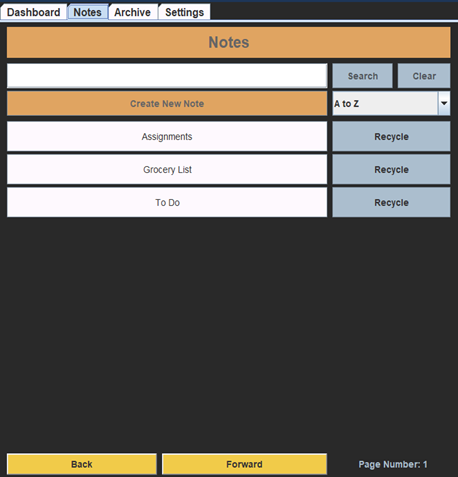 Dashboard Notes Archive Settings
Notes
Search Clear
Create New Note A to Z
Assignments Recycle
Grocery List Recycle
To Do Recycle
Back Forward Page Number: 1